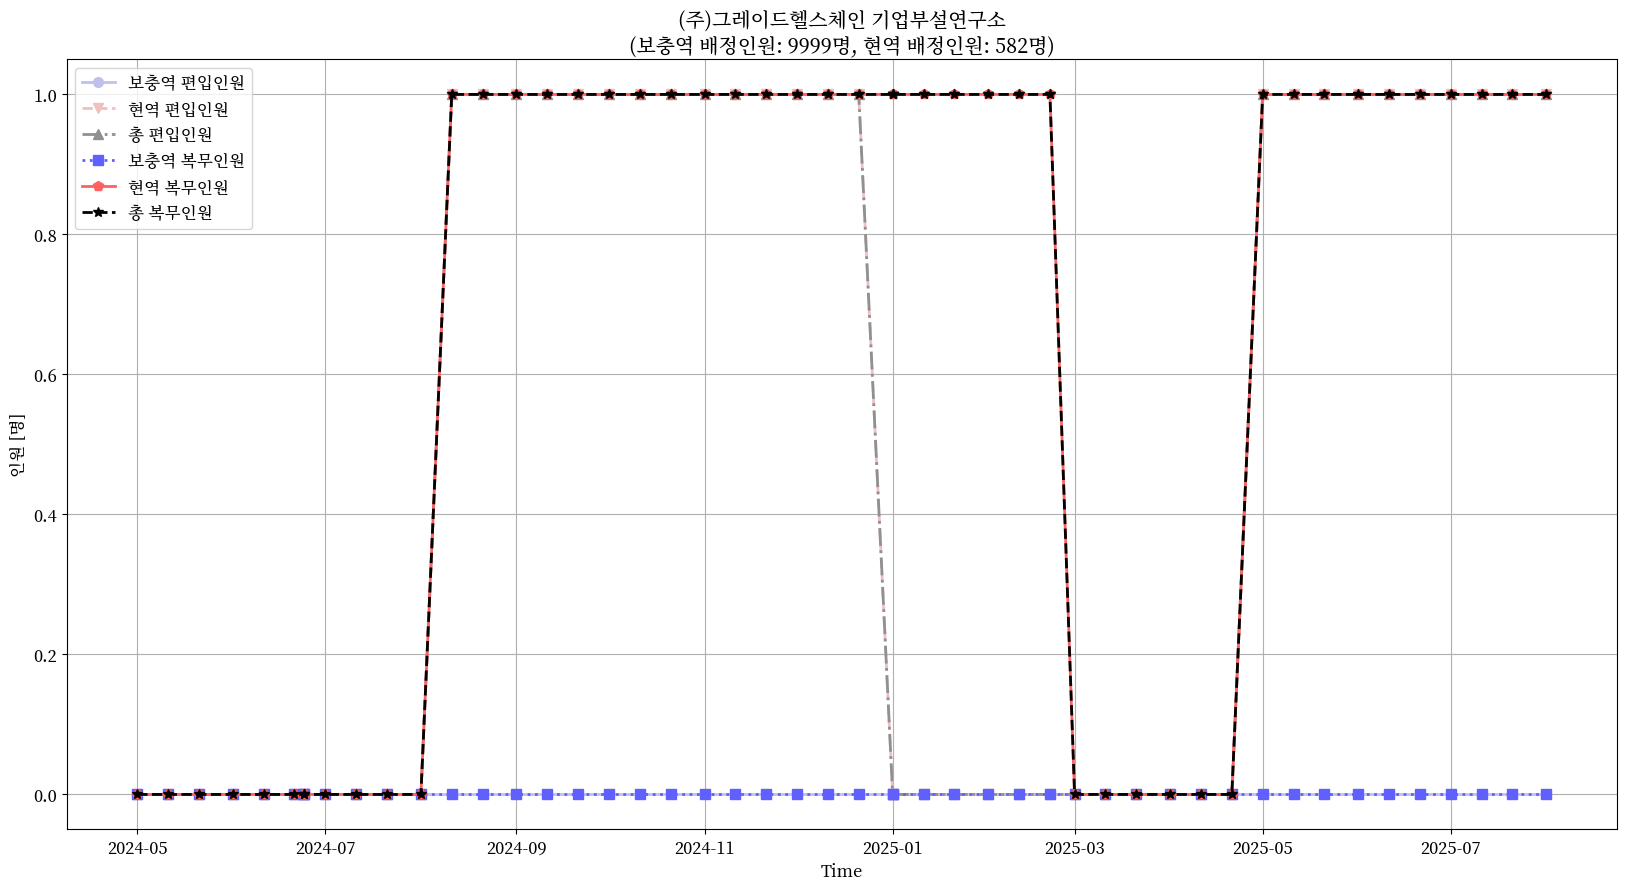 (주)그레이드헬스체인 기업부설연구소
(보충역 배정인원: 9999명, 현역 배정인원: 582명)
보충역 편입인원
현역 편입인원
총 편입인원
보충역 복무인원
현역 복무인원
총 복무인원
1.0
0.8
0.6
0.4
0.2
0.0
인원 [명]
2024-05 2024-07 2024-09 2024-11 2025-01 2025-03 2025-05 2025-07
Time